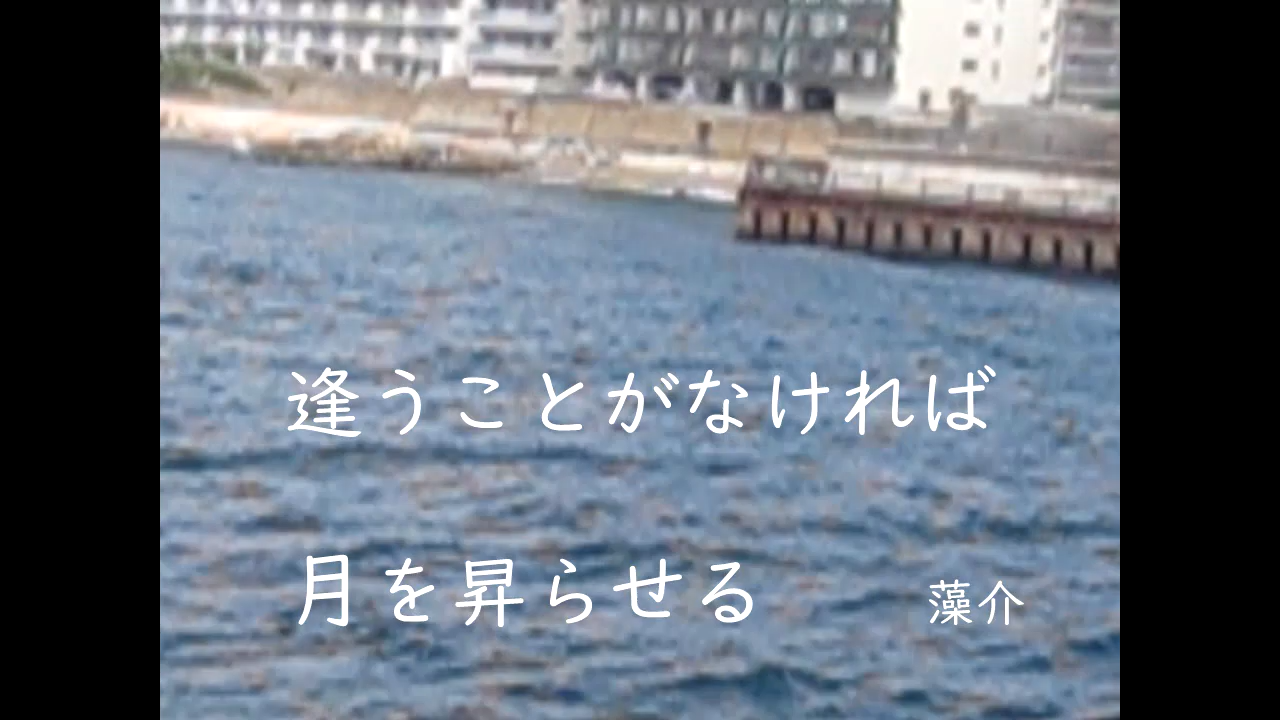 逢うことがなければ
月を昇らせる
藻介